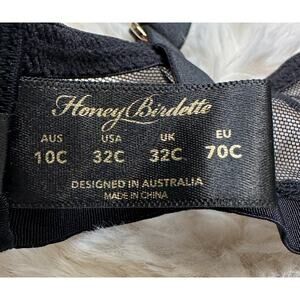 Honey Birdette
AUS USA UK EU
10C 32C 32C 70C
DESIGNED IN AUSTRALIA
MADE IN CHINA